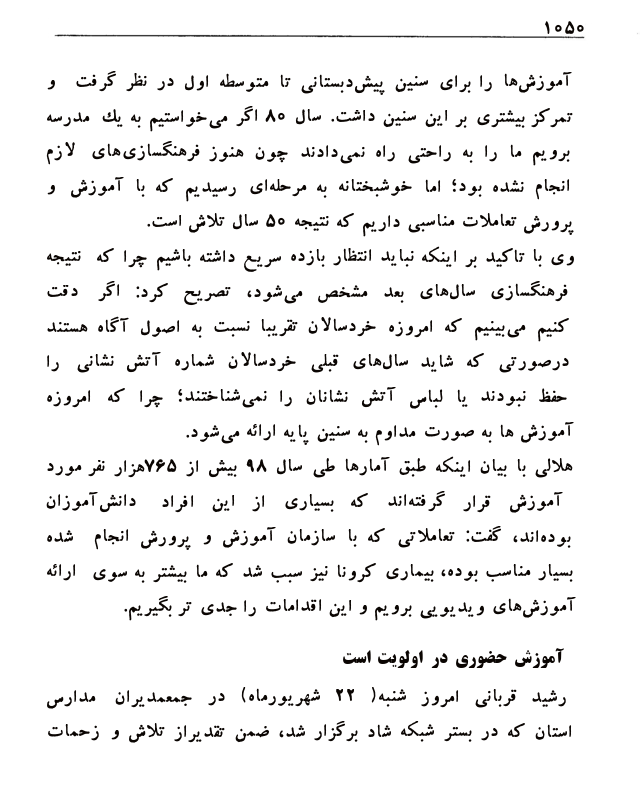 ۱۰۵۰
آموزش‌ها را برای سنین پیش‌دبستانی تا متوسطه اول در نظر گرفت و
تمرکز بیشتری بر این سنین داشت. سال ۸۰ اگر می‌خواستیم به یك مدرسه
برویم ما را به راحتی راه نمی‌دادند چون هنوز فرهنگسازی‌های لازم
انجام نشده بود؛ اما خوشبختانه به مرحله‌ای رسیدیم که با آموزش و
پرورش تعاملات مناسبی داریم که نتیجه ۵۰ سال تلاش است.
وی با تاکید بر اینکه نباید انتظار بازده سریع داشته باشیم چرا که نتیجه
فرهنگسازی سال‌های بعد مشخص می‌شود، تصریح کرد: اگر دقت
کنیم می‌بینیم که امروزه خردسالان تقریبا نسبت به اصول آگاه هستند
درصورتی که شاید سال‌های قبلی خردسالان شماره آتش نشانی را
حفظ نبودند یا لباس آتش نشانان را نمی‌شناختند؛ چرا که امروزه
آموزش ها به صورت مداوم به سنین پایه ارائه می‌شود.
هلالی با بیان اینکه طبق آمارها طی سال ۹۸ بیش از ۷۶۵هزار نفر مورد
آموزش قرار گرفته‌اند که بسیاری از این افراد دانش‌آموزان
بوده‌اند، گفت: تعاملاتی که با سازمان آموزش و پرورش انجام شده
بسیار مناسب بوده، بیماری کرونا نیز سبب شد که ما بیشتر به سوی ارائه
آموزش‌های ویدیویی برویم و این اقدامات را جدی تر بگیریم.
آموزش حضوری در اولویت است
رشید قربانی امروز شنبه( ۲۲ شهریورماه) در جمعمدیران مدارس
استان که در بستر شبکه شاد برگزار شد، ضمن تقدیراز تلاش و زحمات